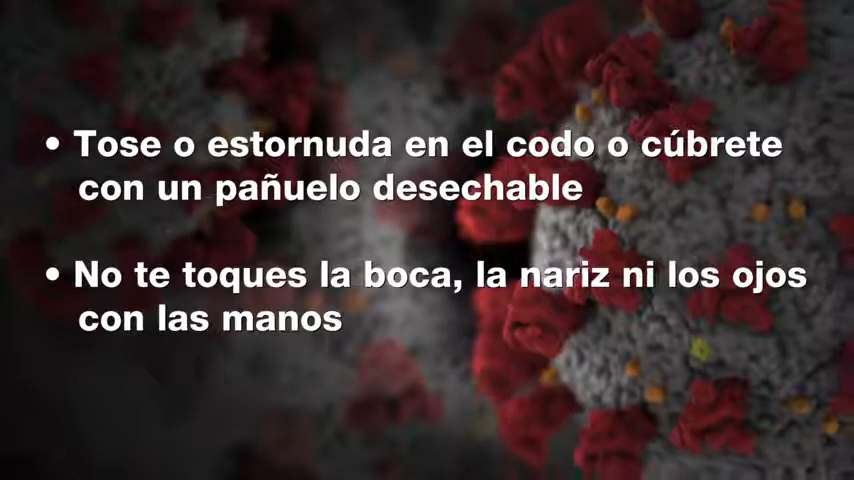 • Tose o estornuda en el codo o cúbrete
con un pañuelo desechable
• No te toques la boca, la nariz ni los ojos
con las manos